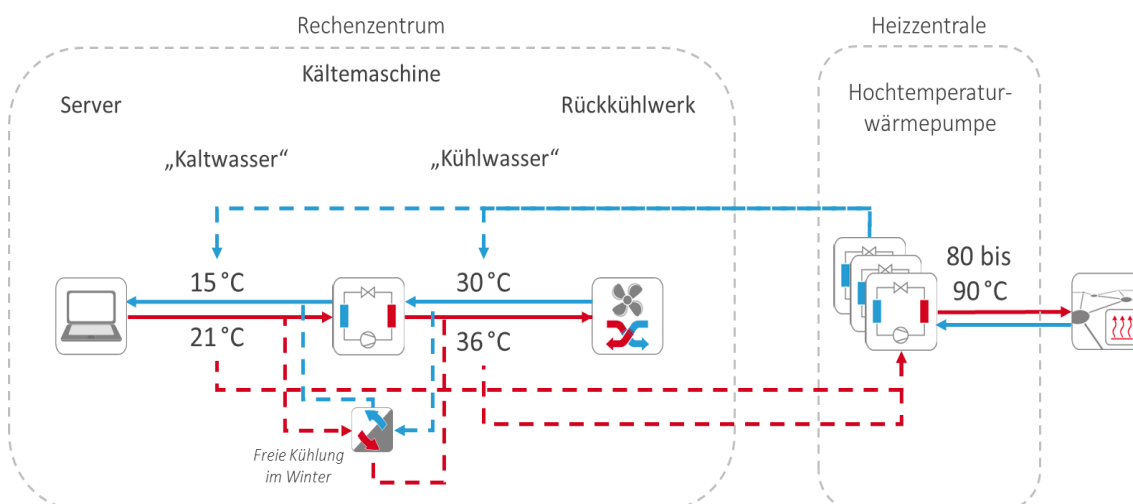 Rechenzentrum
Heizzentrale
Kältemaschine
Server
Rückkühlwerk
Hochtemperatur-
wärmepumpe
„Kaltwasser“
„Kühlwasser“
15 °C
30 °C
80 bis
90 °C
21 °C
36 °C
Freie Kühlung
im Winter